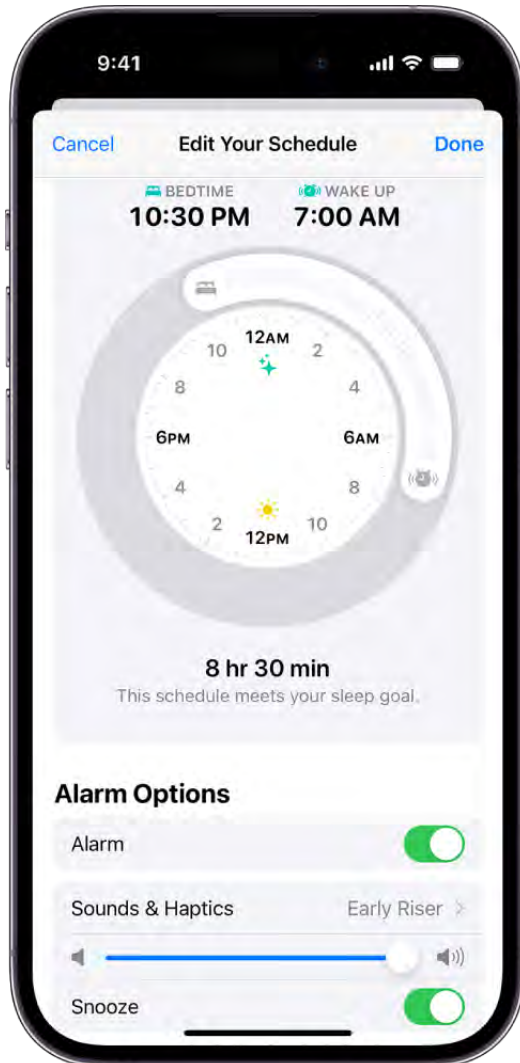 9:41
Cancel Edit Your Schedule Done
BEDTIME WAKE UP
10:30 PM 7:00 AM
12AM
10 2
8 4
6PM 6AM
4 8
2 10
12PM
8 hr 30 min
This schedule meets your sleep goal.
Alarm Options
Alarm
Sounds & Haptics Early Riser >
Snooze